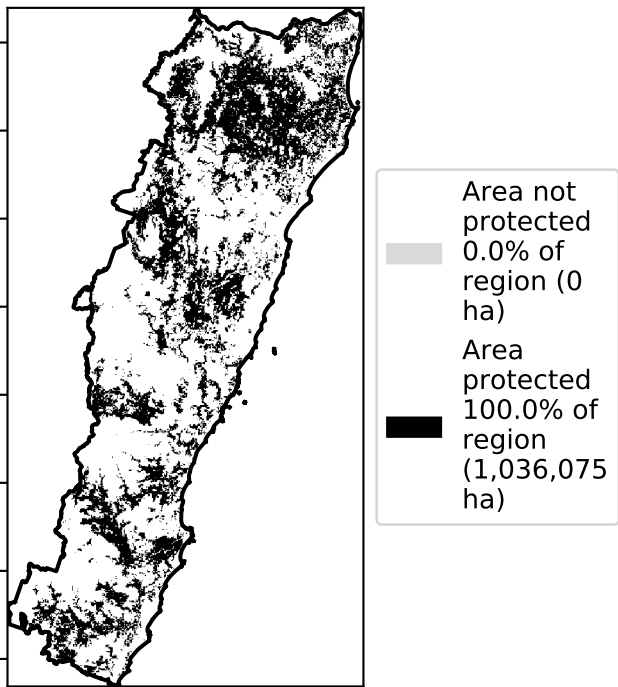 Area not
protected
0.0% of
region (0
ha)
Area
protected
100.0% of
region
(1,036,075
ha)